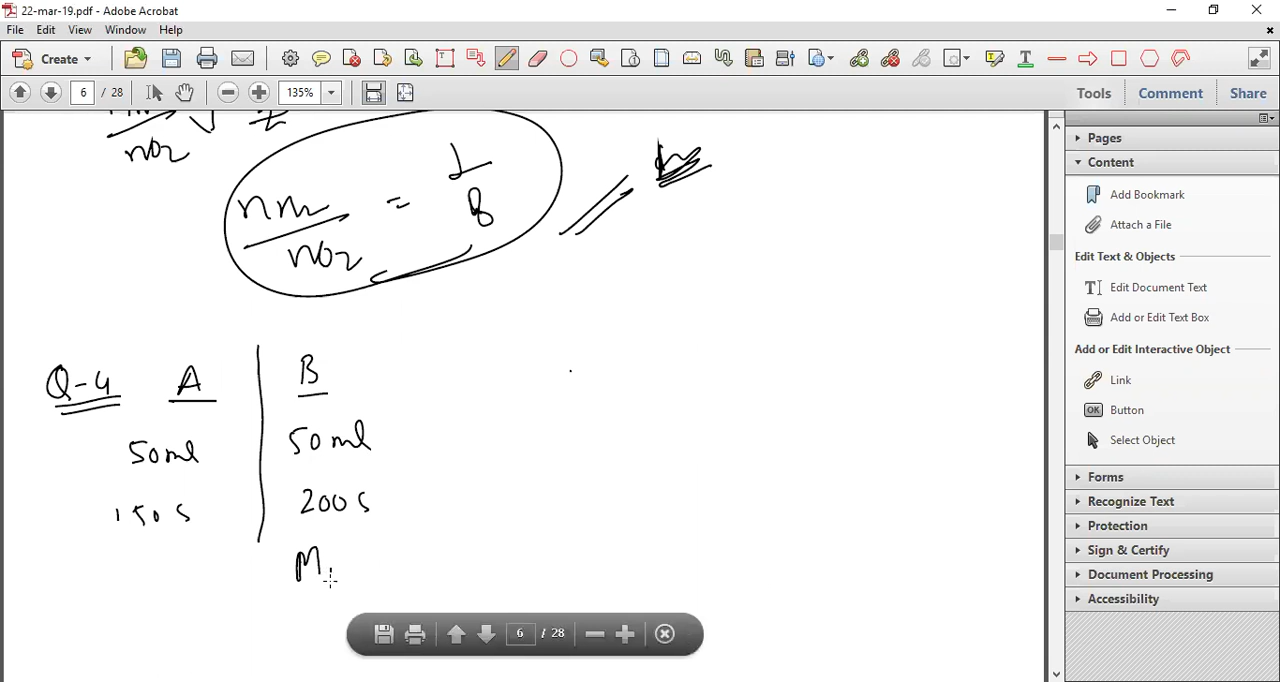 22-mar-19.pdf - Adobe Acrobat
File Edit View Window Help
Create
6 / 28 135% Tools Comment Share
nO2
1
8
nO2
=
Pages
Content
Add Bookmark
Attach a File
Edit Text & Objects
Edit Document Text
Add or Edit Text Box
Add or Edit Interactive Object
Link
Button
Select Object
Forms
Recognize Text
Protection
Sign & Certify
Document Processing
Accessibility
Q-4 A B
50ml 50ml
150 s 200 s
M
6 / 28